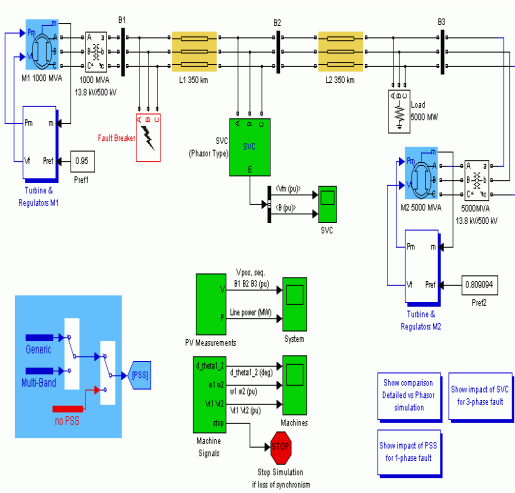 B1
B2
B3
A a
B b
C c
M1 1000 MVA
1000 MVA
13.8 kV/500 kV
L1 350 km
L2 350 km
Pm
Vf
m
Pref
0.95
Pref1
Turbine &
Regulators M1
A B C
Fault Breaker
A B C
SVC
SVC
(Phasor Type)
<Vm (pu)>
<B (pu)>
SVC
A B C
Load
5000 MW
Pm
m
A a
B b
C c
M2 5000 MVA
5000MVA
13.8 kV/500 kV
Pm
m
Vf
Pref
0.809094
Pref2
Turbine &
Regulators M2
Generic
Multi-Band
no PSS
[PSS]
V pos. seq.
B1 B2 B3 (pu)
V
P
Line power (MW)
PV Measurements
System
d_theta1_2
d_theta1_2 (deg)
w1 w2
w1 w2 (pu)
Vt1 Vt2
Vt1 Vt2 (pu)
stop
Machine
Signals
Machines
STOP
Stop Simulation
if loss of synchronism
Show comparison
Detailed vs Phasor
simulation
Show impact of SVC
for 3-phase fault
Show impact of PSS
for 1-phase fault